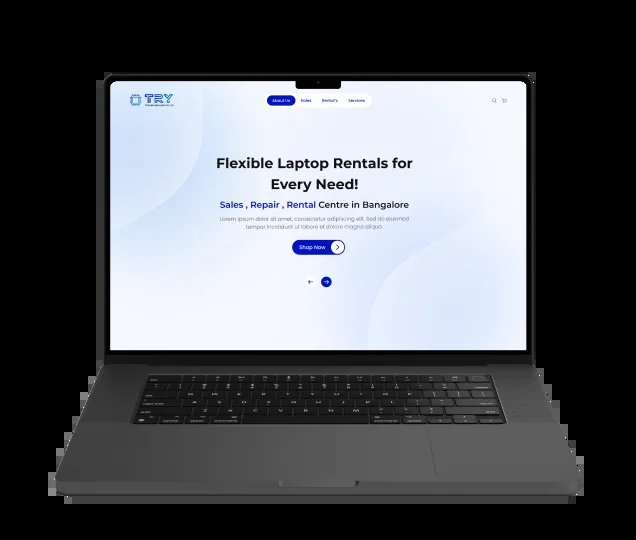 TRY
About Us Sales Rental's Services
Flexible Laptop Rentals for
Every Need!
Sales , Repair , Rental Centre in Bangalore
Lorem ipsum dolor sit amet, consectetur adipiscing elit, Sed do eiusmod
tempor incididunt ut labore et dolore magna aliqua.
Shop Now